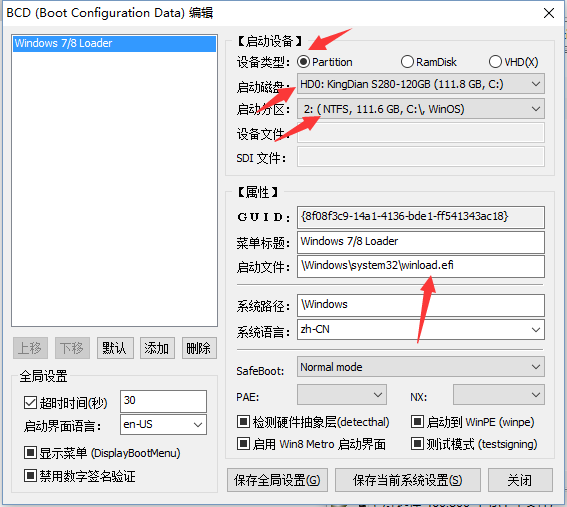 BCD (Boot Configuration Data) 编辑
Windows 7/8 Loader
上移
下移
默认
添加
删除
全局设置
超时时间(秒)
30
启动界面语言:
en-US
显示菜单 (DisplayBootMenu)
禁用数字签名验证
【启动设备】
设备类型:
Partition
RamDisk
VHD(X)
启动磁盘:
HD0: KingDian S280-120GB (111.8 GB, C:)
启动分区:
2: ( NTFS, 111.6 GB, C:\, WinOS)
设备文件:
SDI 文件:
【属性】
GUID:
{8f08f3c9-14a1-4136-bde1-ff541343ac18}
菜单标题:
Windows 7/8 Loader
启动文件:
\Windows\system32\winload.efi
系统路径:
\Windows
系统语言:
zh-CN
SafeBoot:
Normal mode
PAE:
NX:
检测硬件抽象层(detecthal)
启动到 WinPE (winpe)
启用 Win8 Metro 启动界面
测试模式 (testsigning)
保存全局设置(G)
保存当前系统设置(S)
关闭